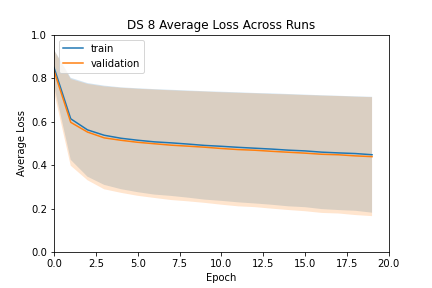 DS 8 Average Loss Across Runs
1.0
0.8
0.6
0.4
0.2
0.0
Average Loss
train
validation
0.0 2.5 5.0 7.5 10.0 12.5 15.0 17.5 20.0
Epoch